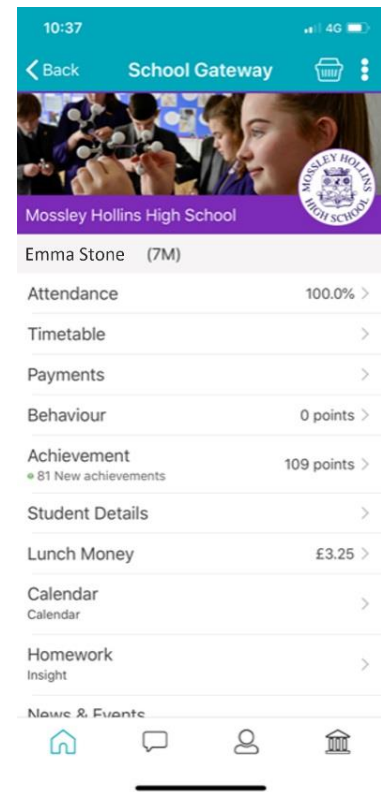 10:37
4G
Back School Gateway
MOSSLEY HOLLINS
HIGH SCHOOL
Mossley Hollins High School
Emma Stone (7M)
Attendance 100.0%
Timetable
Payments
Behaviour 0 points
Achievement
81 New achievements
109 points
Student Details
Lunch Money £3.25
Calendar
Calendar
Homework
Insight
News & Events